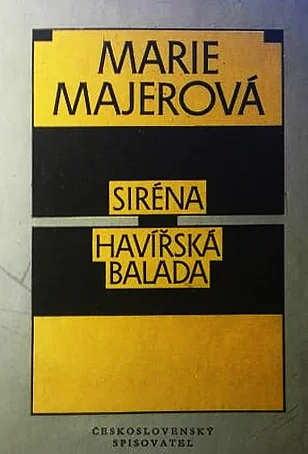 MARIE
MAJEROVÁ
SIRÉNA
HAVÍŘSKÁ
BALADA
ČESKOSLOVENSKÝ
SPISOVATEL